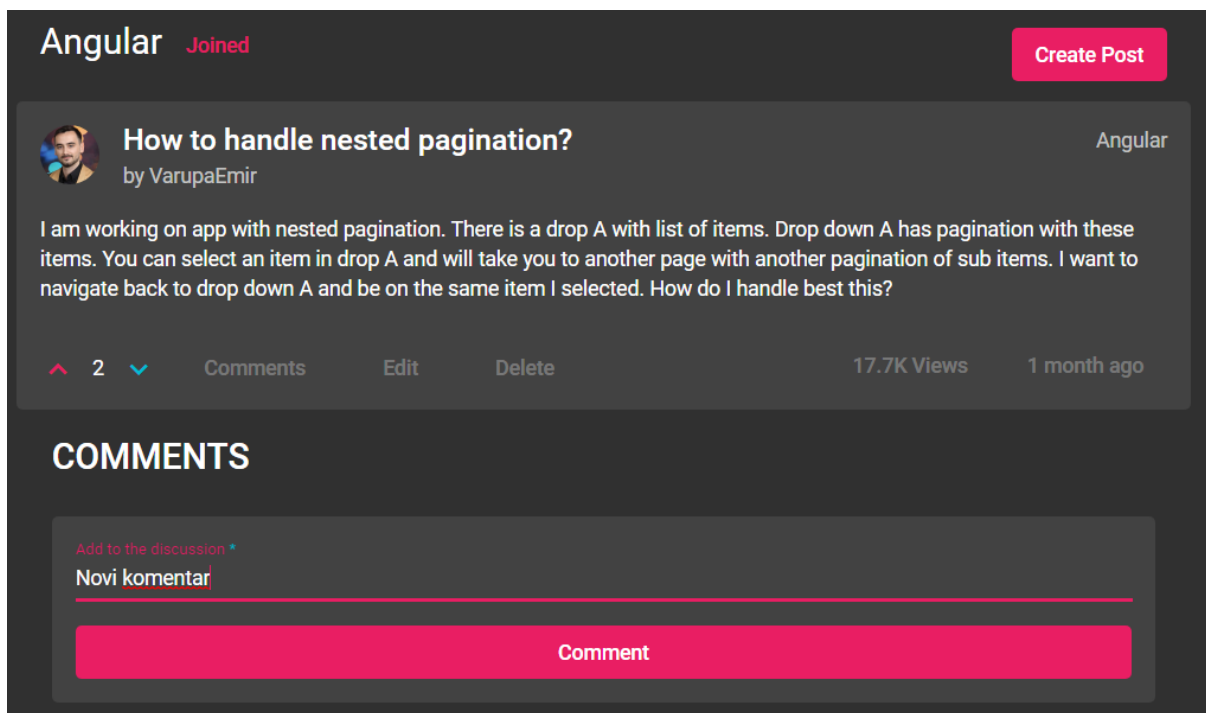 Angular Joined
Create Post
How to handle nested pagination?
Angular
by VarupaEmir
I am working on app with nested pagination. There is a drop A with list of items. Drop down A has pagination with these
items. You can select an item in drop A and will take you to another page with another pagination of sub items. I want to
navigate back to drop down A and be on the same item I selected. How do I handle best this?
2 Comments Edit Delete 17.7K Views 1 month ago
COMMENTS
Add to the discussion *
Novi komentar
Comment